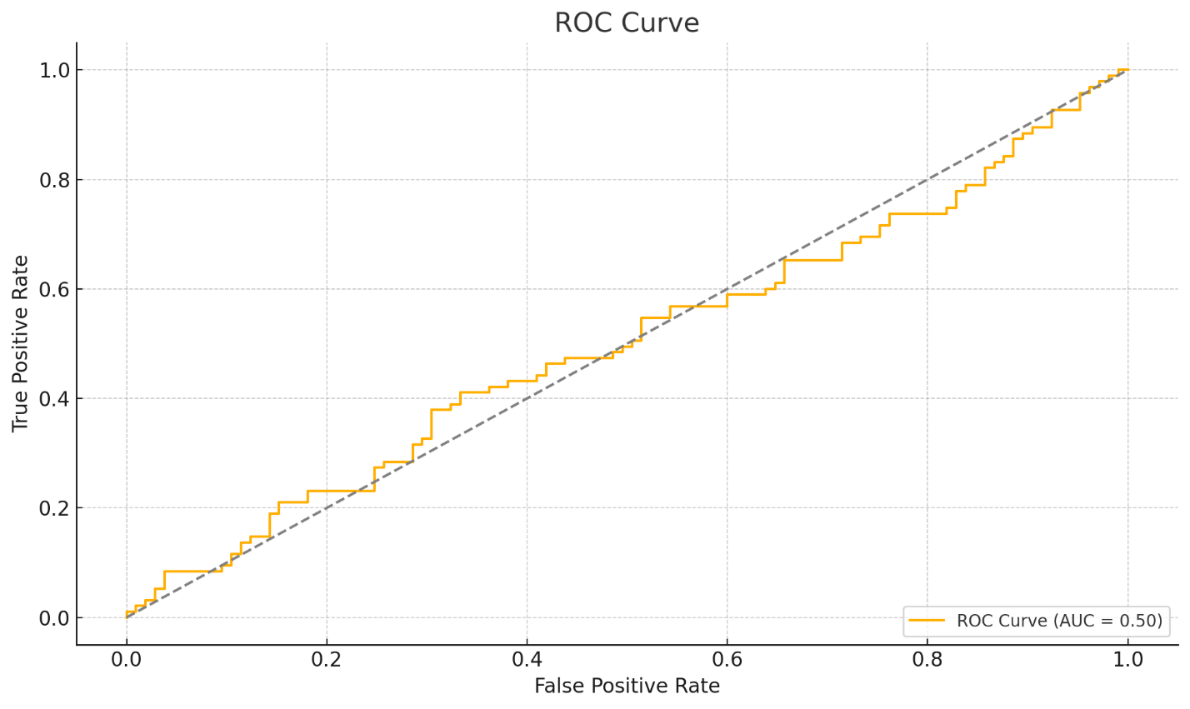 ROC Curve
True Positive Rate
1.0
0.8
0.6
0.4
0.2
0.0
ROC Curve (AUC = 0.50)
0.0 0.2 0.4 0.6 0.8 1.0
False Positive Rate